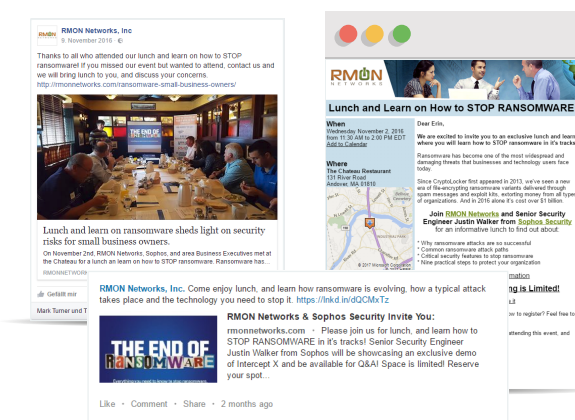 RMON Networks, Inc
9. November 2016 ·
Thanks to all who attended our lunch and learn on how to STOP
ransomware! If you missed our event but wanted to attend, contact us and
we will bring lunch to you, and discuss your concerns.
http://rmonnetworks.com/ransomware-small-business-owners/
THE END OF
RANSOMWARE
Lunch and learn on ransomware sheds light on security
risks for small business owners.
On November 2nd, RMON Networks, Sophos, and area Business Executives met at
the Chateau for a lunch an learn on how to STOP ransomware. Ransomware has...
RMONNETWOR
Gefällt mir
Mark Turner und T
RMON
NETWORKS
Lunch and Learn on How to STOP RANSOMWARE
When
Wednesday November 2, 2016
from 11:30 AM to 2:00 PM EDT
Add to Calendar
Where
The Chateau Restaurant
131 River Road
Andover, MA 01810
© 2017 Microsoft Corporation
Dear Erin,
We are excited to invite you to an exclusive lunch and learn
where you will learn how to STOP ransomware in it's tracks
Ransomware has become one of the most widespread and
damaging threats that businesses and technology users face
today.
Since CryptoLocker first appeared in 2013, we've seen a new
era of file-encrypting ransomware variants delivered through
spam messages and exploit kits, extorting money from all types
of organizations. And in 2016 alone it's cost over $1 billion.
Join RMON Networks and Senior Security
Engineer Justin Walker from Sophos Security
for an informative lunch to find out about:
* Why ransomware attacks are so successful
* Common ransomware attack paths
* Critical security features to stop ransomware
* Nine practical steps to protect your organization
mation
ng is Limited!
it
ow to register? Feel free to
attending this event, and
RMON Networks, Inc. Come enjoy lunch, and learn how ransomware is evolving, how a typical attack
takes place and the technology you need to stop it. https://lnkd.in/dQCMxTz
THE END OF
RANSOMWARE
Everything you need to know to stop ransomware
RMON Networks & Sophos Security Invite You:
rmonnetworks.com · Please join us for lunch, and learn how to
STOP RANSOMWARE in it's tracks! Senior Security Engineer
Justin Walker from Sophos will be showcasing an exclusive demo
of Intercept X and be available for Q&AI Space is limited! Reserve
your spot...
Like · Comment · Share · 2 months ago